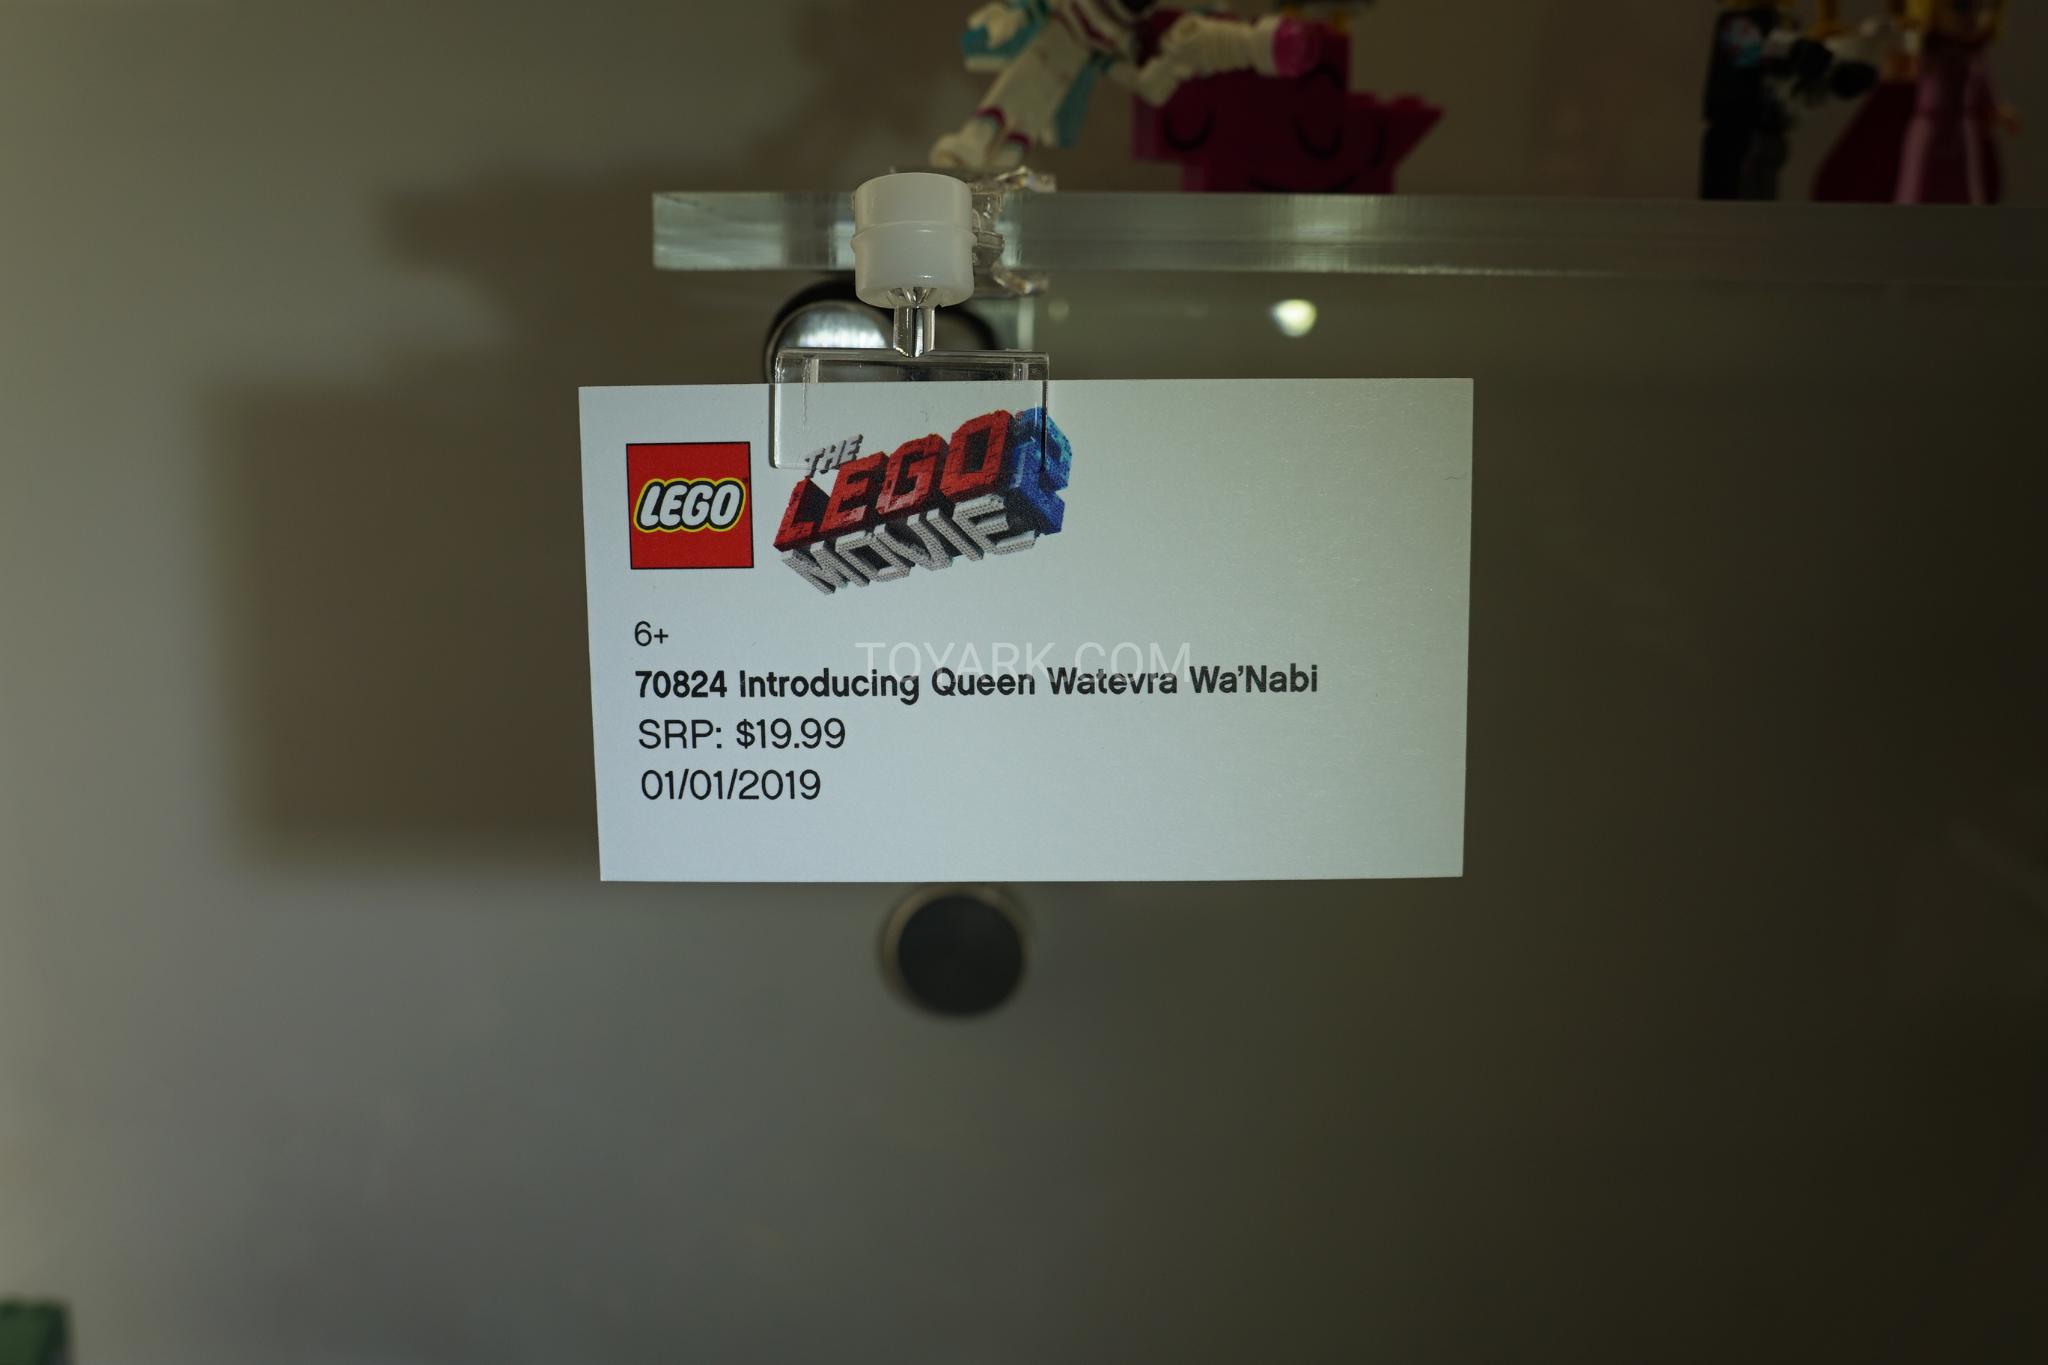 LEGO
THE
LEGO 2
MOVIE
6+
TOYARK.COM
70824 Introducing Queen Watevra Wa'Nabi
SRP: $19.99
01/01/2019